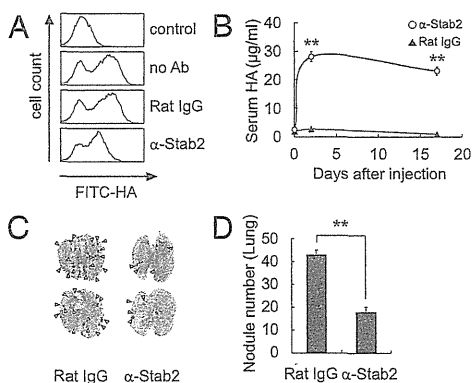 A
control
no Ab
Rat IgG
α-Stab2
cell count
FITC-HA
B
Serum HA (μg/ml)
40
30
20
10
0
α-Stab2
Rat IgG
**
**
0 5 10 15 20
Days after injection
C
Rat IgG α-Stab2
D
Nodule number (Lung)
50
40
30
20
10
0
**
Rat IgG α-Stab2